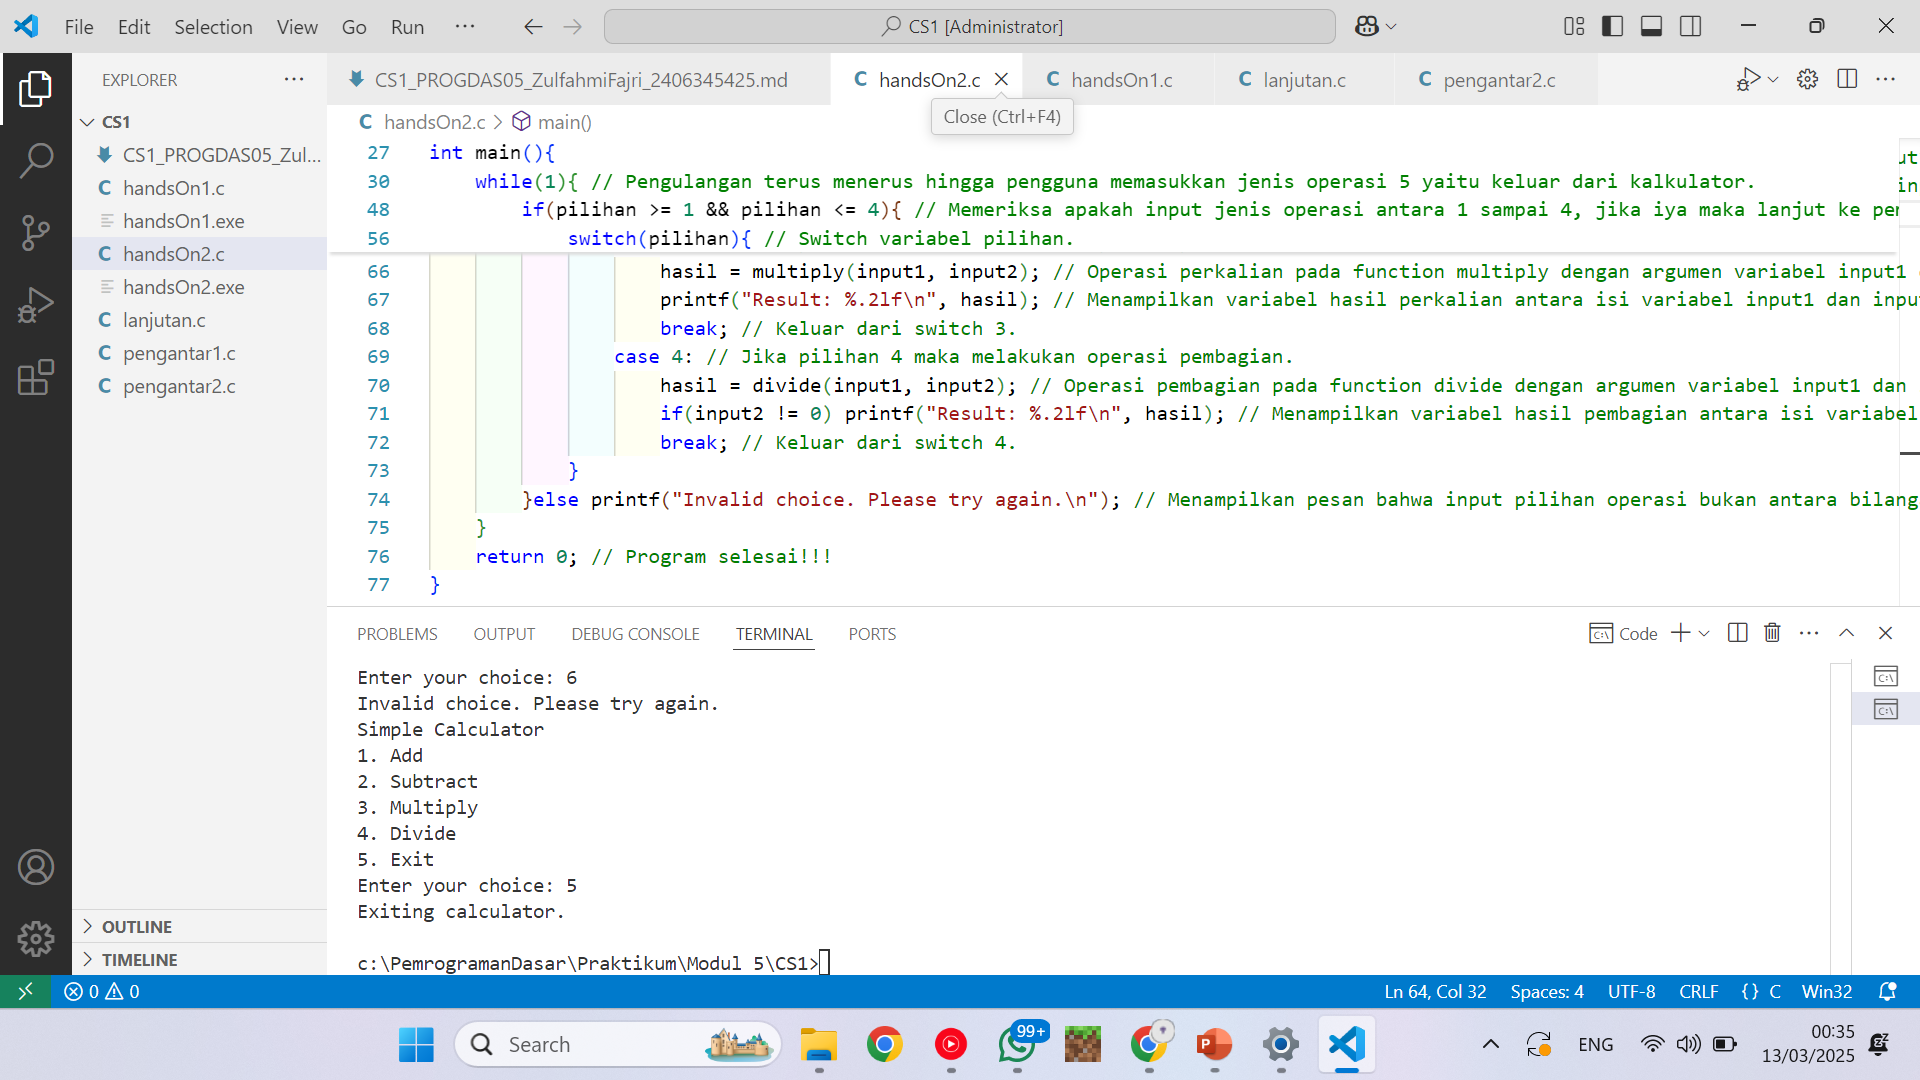 File Edit Selection View Go Run ··· CS1 [Administrator]
EXPLORER ···
CS1
CS1_PROGDAS05_Zul...
C handsOn1.c
handsOn1.exe
C handsOn2.c
handsOn2.exe
C lanjutan.c
C pengantar1.c
C pengantar2.c
OUTLINE
TIMELINE
CS1_PROGDAS05_ZulfahmiFajri_2406345425.md C handsOn2.c C handsOn1.c C lanjutan.c C pengantar2.c
Close (Ctrl+F4)
C handsOn2.c > main()
27 int main(){
30 while(1){ // Pengulangan terus menerus hingga pengguna memasukkan jenis operasi 5 yaitu keluar dari kalkulator.
48 if(pilihan >= 1 && pilihan <= 4){ // Memeriksa apakah input jenis operasi antara 1 sampai 4, jika iya maka lanjut ke per
56 switch(pilihan){ // Switch variabel pilihan.
66 hasil = multiply(input1, input2); // Operasi perkalian pada function multiply dengan argumen variabel input1
67 printf("Result: %.2lf\n", hasil); // Menampilkan variabel hasil perkalian antara isi variabel input1 dan inpu
68 break; // Keluar dari switch 3.
69 case 4: // Jika pilihan 4 maka melakukan operasi pembagian.
70 hasil = divide(input1, input2); // Operasi pembagian pada function divide dengan argumen variabel input1 dan
71 if(input2 != 0) printf("Result: %.2lf\n", hasil); // Menampilkan variabel hasil pembagian antara isi variabel
72 break; // Keluar dari switch 4.
73 }
74 }else printf("Invalid choice. Please try again.\n"); // Menampilkan pesan bahwa input pilihan operasi bukan antara bilang
75 }
76 return 0; // Program selesai!!!
77 }
PROBLEMS OUTPUT DEBUG CONSOLE TERMINAL PORTS Code
Enter your choice: 6
Invalid choice. Please try again.
Simple Calculator
1. Add
2. Subtract
3. Multiply
4. Divide
5. Exit
Enter your choice: 5
Exiting calculator.
c:\PemrogramanDasar\Praktikum\Modul 5\CS1>
0 0 Ln 64, Col 32 Spaces: 4 UTF-8 CRLF {} C Win32
Search 99+ ENG 00:35
13/03/2025